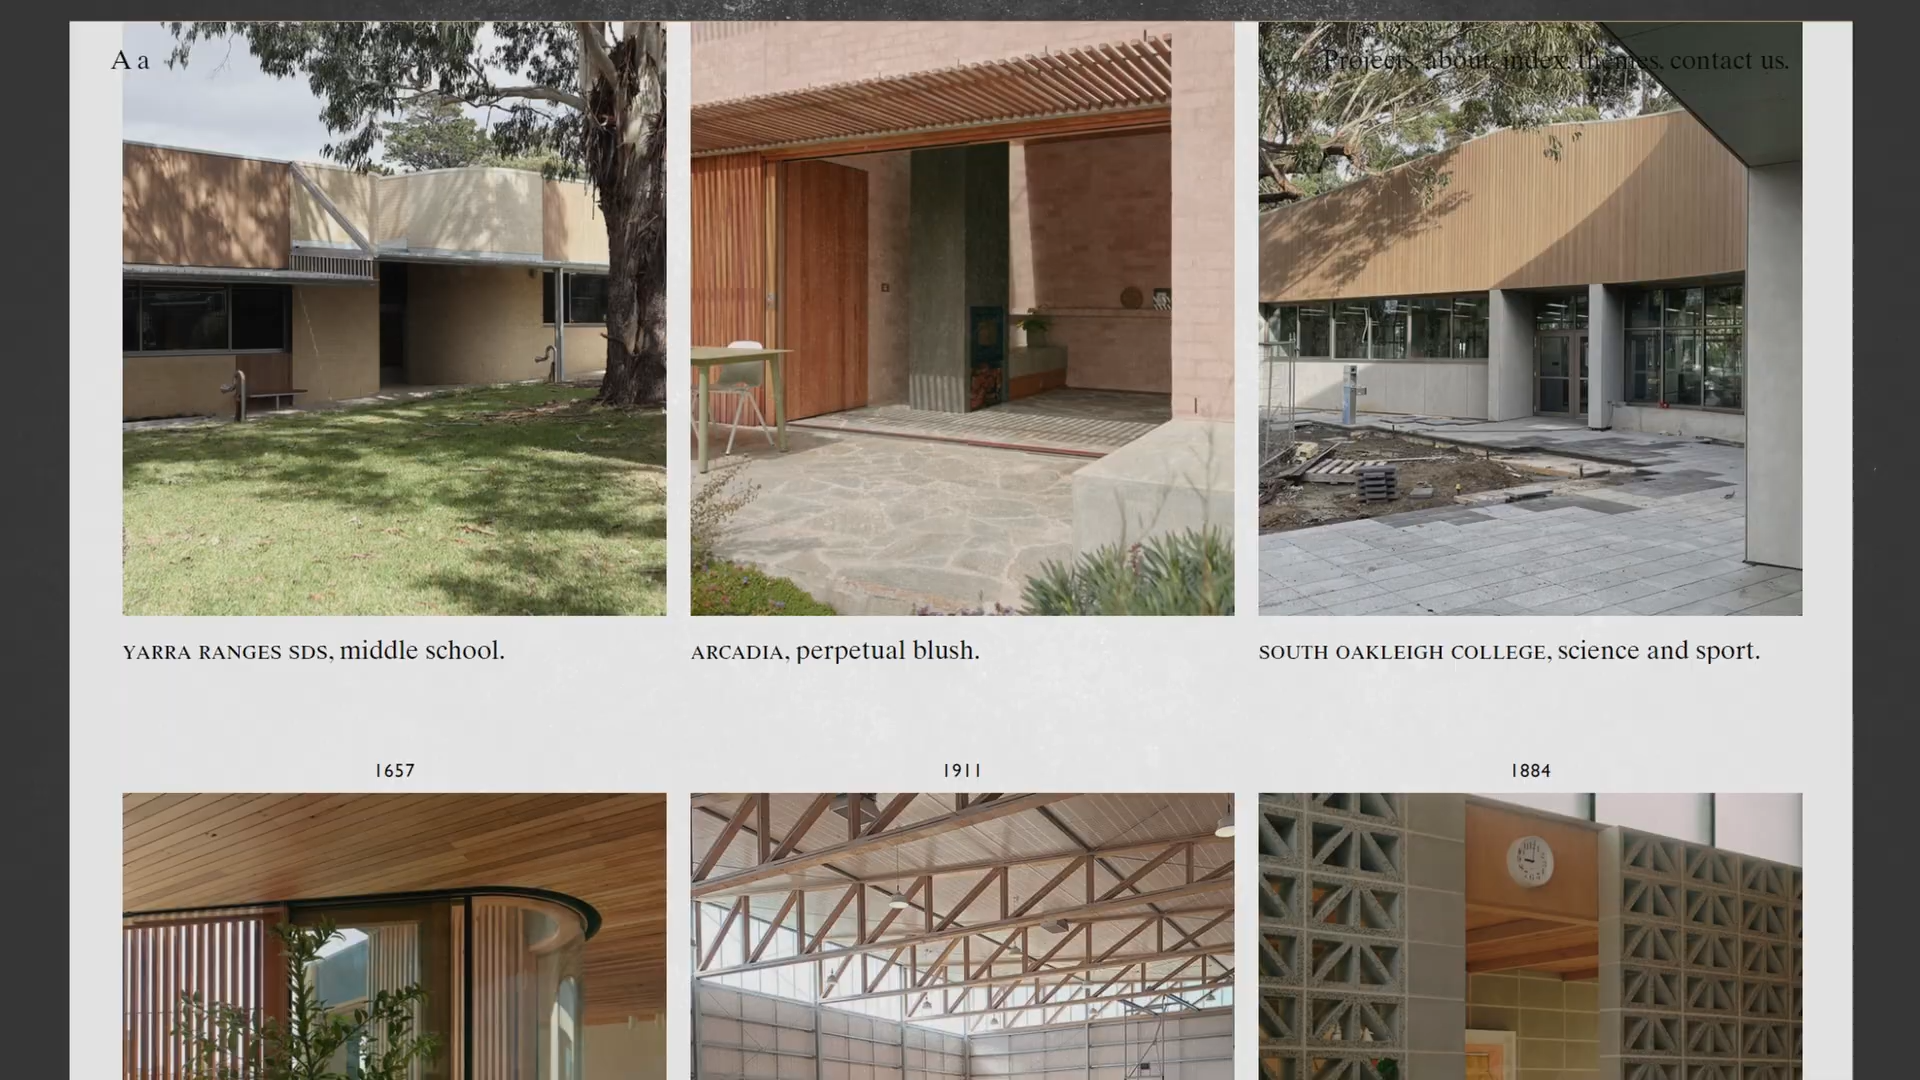 A a
Projects, about, index, themes, contact us.
YARRA RANGES SDS, middle school.
ARCADIA, perpetual blush.
SOUTH OAKLEIGH COLLEGE, science and sport.
1657
1911
1884